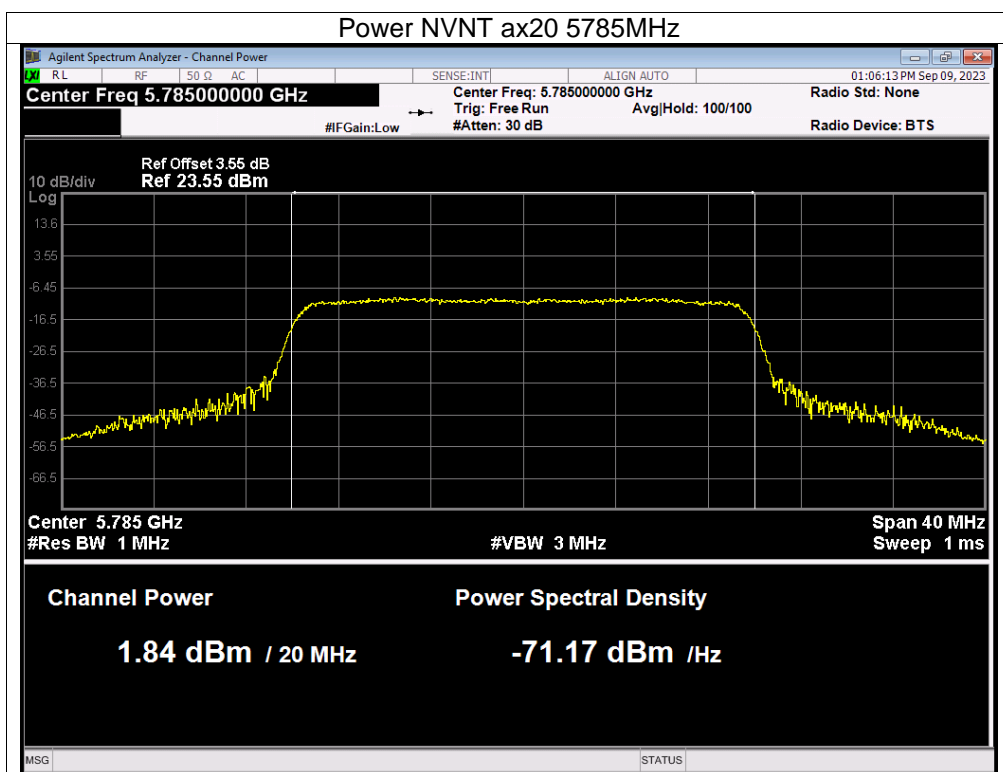 Power NVNT ax20 5785MHz
Agilent Spectrum Analyzer - Channel Power
LXI RL RF 50 Ω AC SENSE:INT ALIGN AUTO 01:06:13 PM Sep 09, 2023
Center Freq 5.785000000 GHz Center Freq: 5.785000000 GHz Radio Std: None
Trig: Free Run Avg|Hold: 100/100
#IFGain:Low #Atten: 30 dB Radio Device: BTS
Ref Offset 3.55 dB
10 dB/div Ref 23.55 dBm
Log
13.6
3.55
-6.45
-16.5
-26.5
-36.5
-46.5
-56.5
-66.5
Center 5.785 GHz Span 40 MHz
#Res BW 1 MHz #VBW 3 MHz Sweep 1 ms
Channel Power Power Spectral Density
1.84 dBm / 20 MHz -71.17 dBm /Hz
MSG STATUS